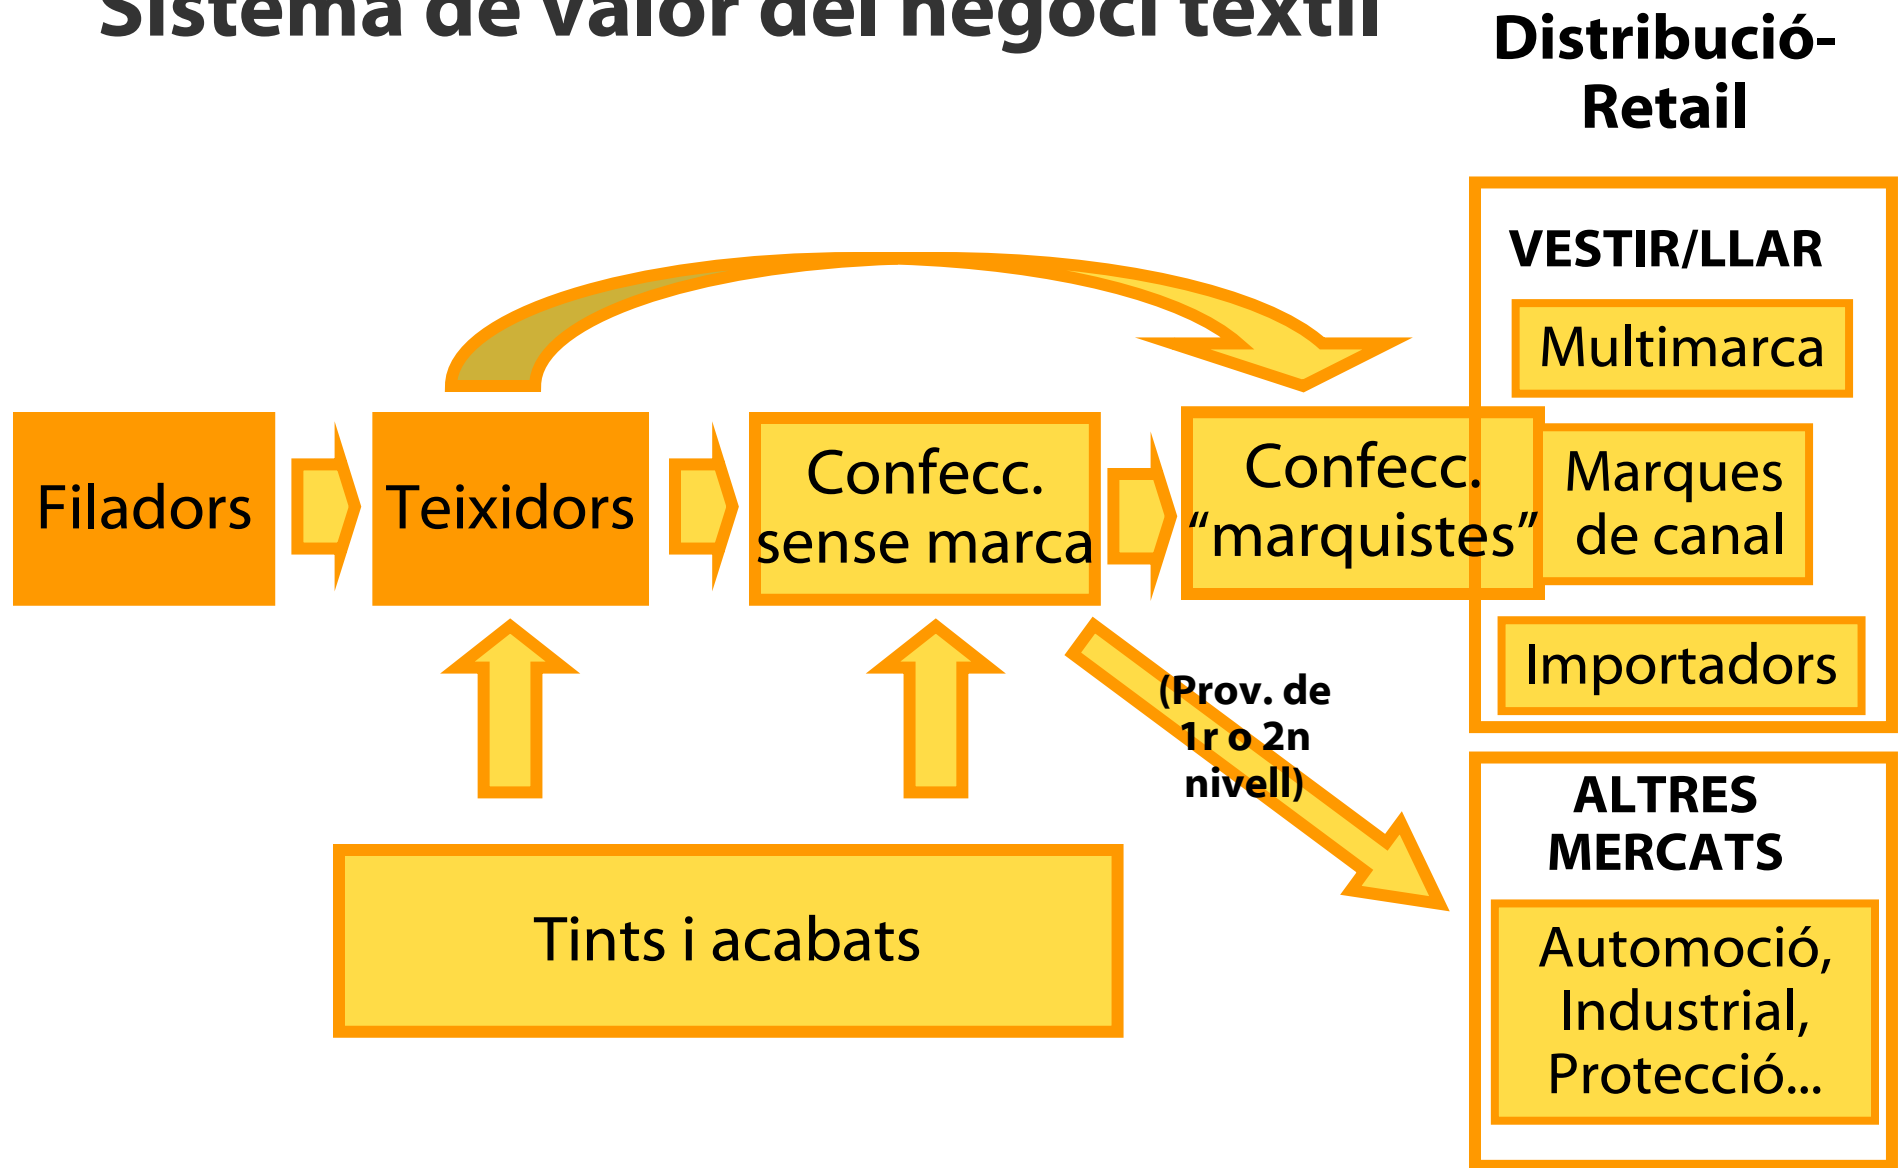 Sistema de valor del negoci tèxtil
Distribució-
Retail
VESTIR/LLAR
Multimarca
Filadors
Teixidors
Confecc.
sense marca
Confecc.
“marquistes”
Marques
de canal
Importadors
(Prov. de
1r o 2n
nivell)
Tints i acabats
ALTRES
MERCATS
Automoció,
Industrial,
Protecció...